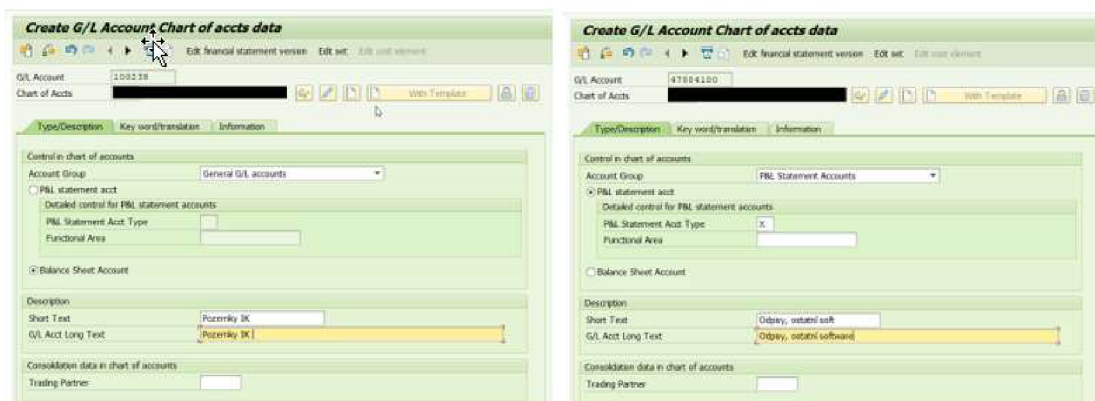 Create G/L Account Chart of accts data
Edit financial statement version Edit set Edit cost element
G/L Account 100238
Chart of Accts With Template
Type/Description Key word/translation Information
Control in chart of accounts
Account Group General G/L accounts
P&L statement acct
Detailed control for P&L statement accounts
P&L Statement Acct Type
Functional Area
Balance Sheet Account
Description
Short Text Pozemky IK
G/L Acct Long Text Pozemky IK
Consolidation data in chart of accounts
Trading Partner
Create G/L Account Chart of accts data
Edit financial statement version Edit set Edit cost element
G/L Account 47884100
Chart of Accts With Template
Type/Description Key word/translation Information
Control in chart of accounts
Account Group P&L Statement Accounts
P&L statement acct
Detailed control for P&L statement accounts
P&L Statement Acct Type X
Functional Area
Balance Sheet Account
Description
Short Text Odpisy, ostatní soft
G/L Acct Long Text Odpisy, ostatní software
Consolidation data in chart of accounts
Trading Partner